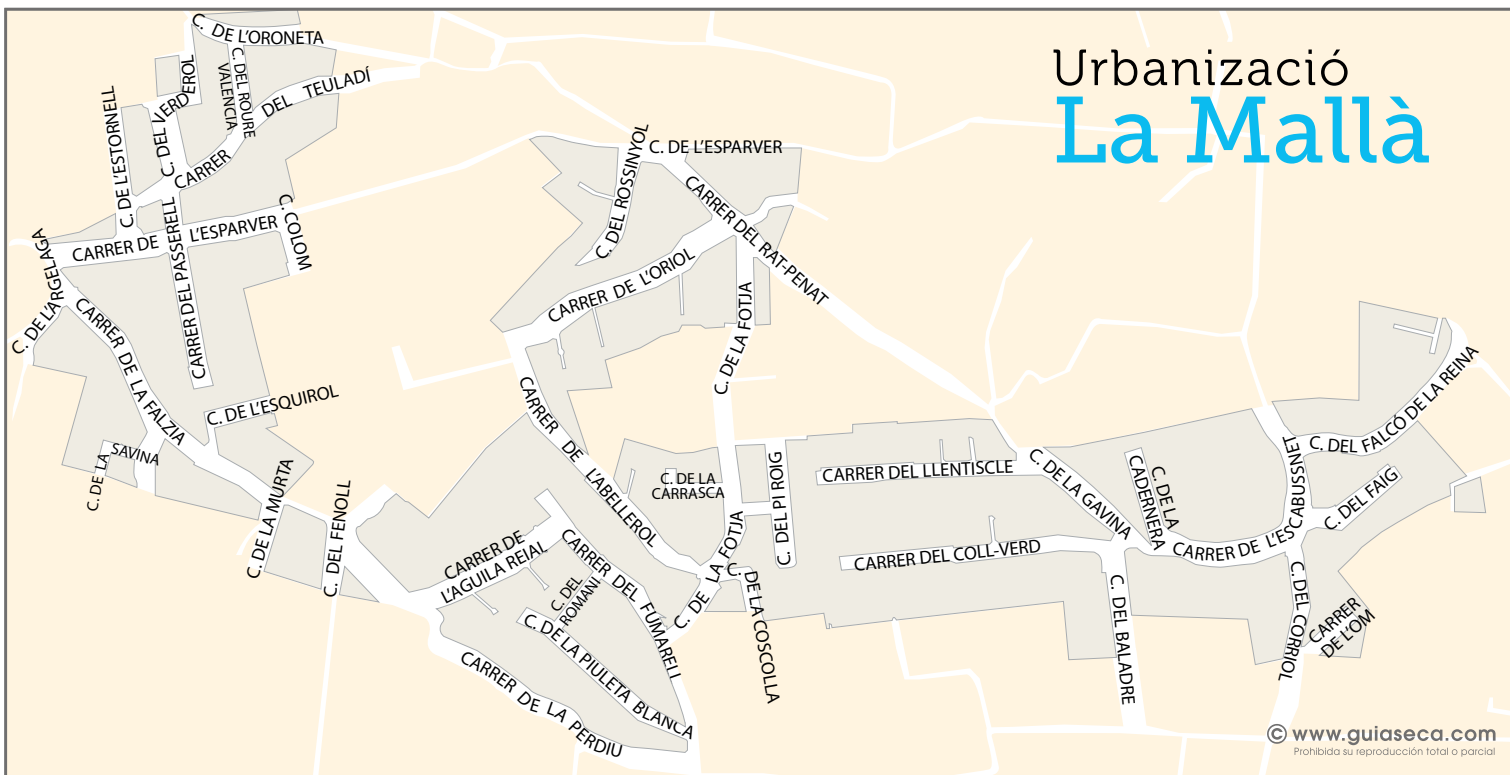 Urbanizació
La Mallà
C. DE L'ORONETA
C. DEL ROURE
VALENCIA
C. DEL VERDEROL
CARRER DEL TEULADÍ
C. DE L'ESTORNELL
CARRER DE L'ESPARVER
C. COLOM
CARRER DEL PASSERELL
C. DE L'ARGELAGA
CARRER DE LA FALZIA
C. DE L'ESQUIROL
C. DE LA SAVINA
C. DE LA MURTA
C. DEL FENOLL
C. DEL ROSSINYOL
C. DE L'ESPARVER
CARRER DEL RAT-PENAT
CARRER DE L'ORIOL
C. DE LA FOTJA
CARRER DE L'ABELLEROL
C. DE LA
CARRASCA
C. DEL PI ROIG
C. DE LA FOTJA
C. DE LA FOTJA
C. DE LA COSCOLLA
CARRER DE
L'AGUILA REIAL
CARRER DEL FUMARELL
C. DEL
ROMANI
C. DE LA PIULETA BLANCA
CARRER DE LA PERDIU
CARRER DEL LLENTISCLE
C. DE LA GAVINA
C. DE LA
CADERNERA
CARRER DEL COLL-VERD
CARRER DE L'ESCABUSSNET
C. DEL FALCÓ DE LA REINA
C. DEL FAIG
C. DEL BALADRE
C. DEL CORRIOL
CARRER
DE L'OM
© www.guiaseca.com
Prohibida su reproducción total o parcial